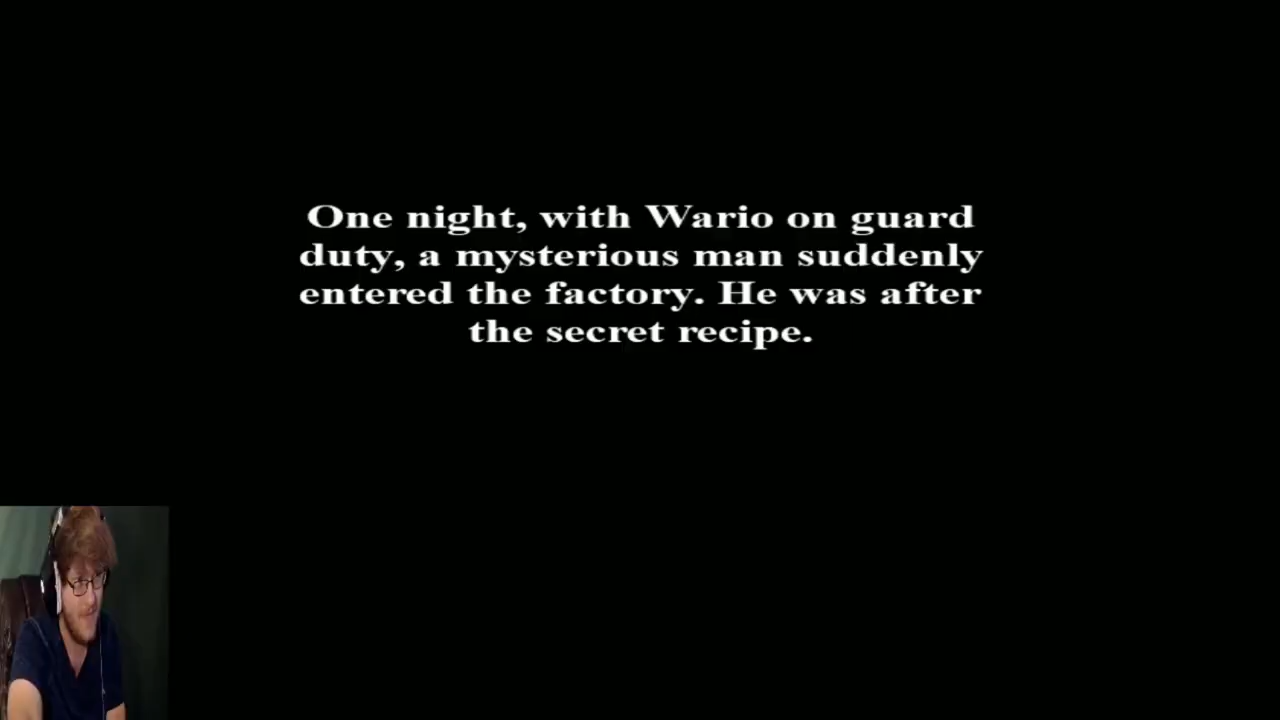 One night, with Wario on guard
duty, a mysterious man suddenly
entered the factory. He was after
the secret recipe.